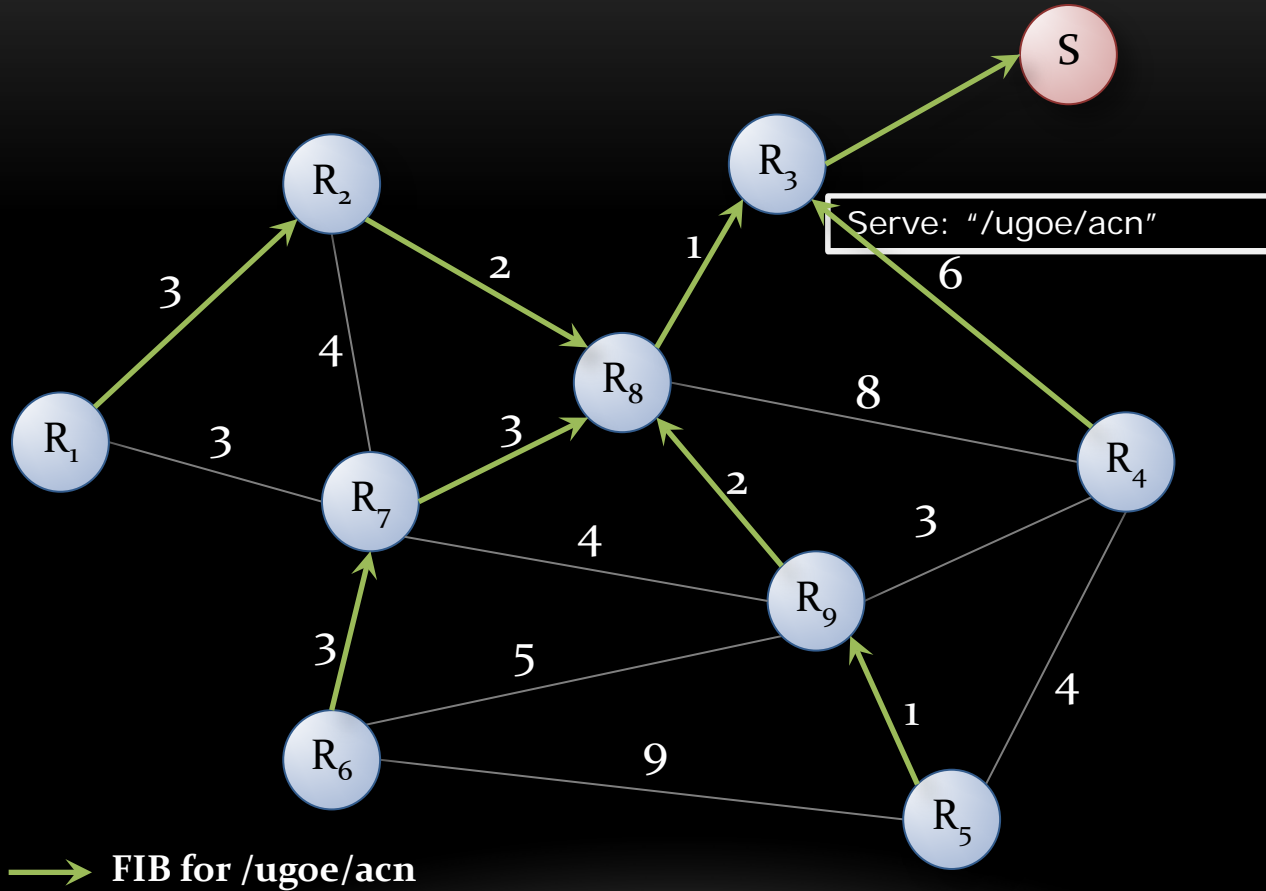 S
R₃
R₂
Serve: “/ugoe/acn”
1
2
6
3
4
R₈
8
R₁
3
3
R₄
R₇
2
3
4
R₉
3
5
4
1
9
R₆
R₅
FIB for /ugoe/acn